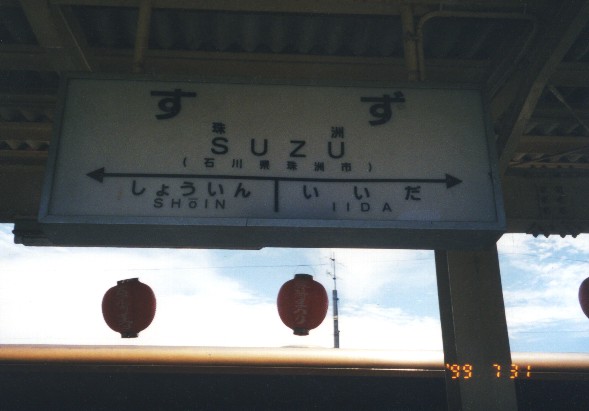 すず
珠洲
SUZU
(石川県珠洲市)
しょういん いいだ
SHōIN IIDA
'99 7 31